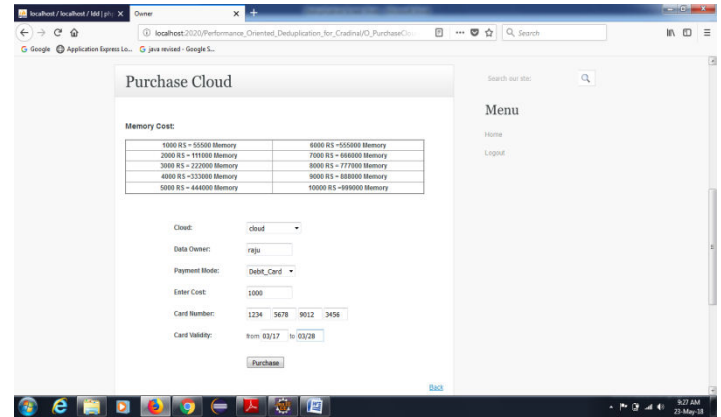 localhost / localhost / ldd | ph
Owner
localhost:2020/Performance_Oriented_Deduplication_for_Cradinal/O_PurchaseClo
Search
Google
Application Express Lo...
java revised - Google S...
Purchase Cloud
Search our site:
Menu
Home
Logout
Memory Cost:
1000 RS = 55500 Memory 6000 RS =555000 Memory
2000 RS = 111000 Memory 7000 RS = 666000 Memory
3000 RS = 222000 Memory 8000 RS = 777000 Memory
4000 RS =333000 Memory 9000 RS = 888000 Memory
5000 RS = 444000 Memory 10000 RS =999000 Memory
Cloud: cloud
Data Owner: raju
Payment Mode: Debit_Card
Enter Cost: 1000
Card Number: 1234 5678 9012 3456
Card Validity: from 03/17 to 03/28
Purchase
Back
9:27 AM
23-May-18